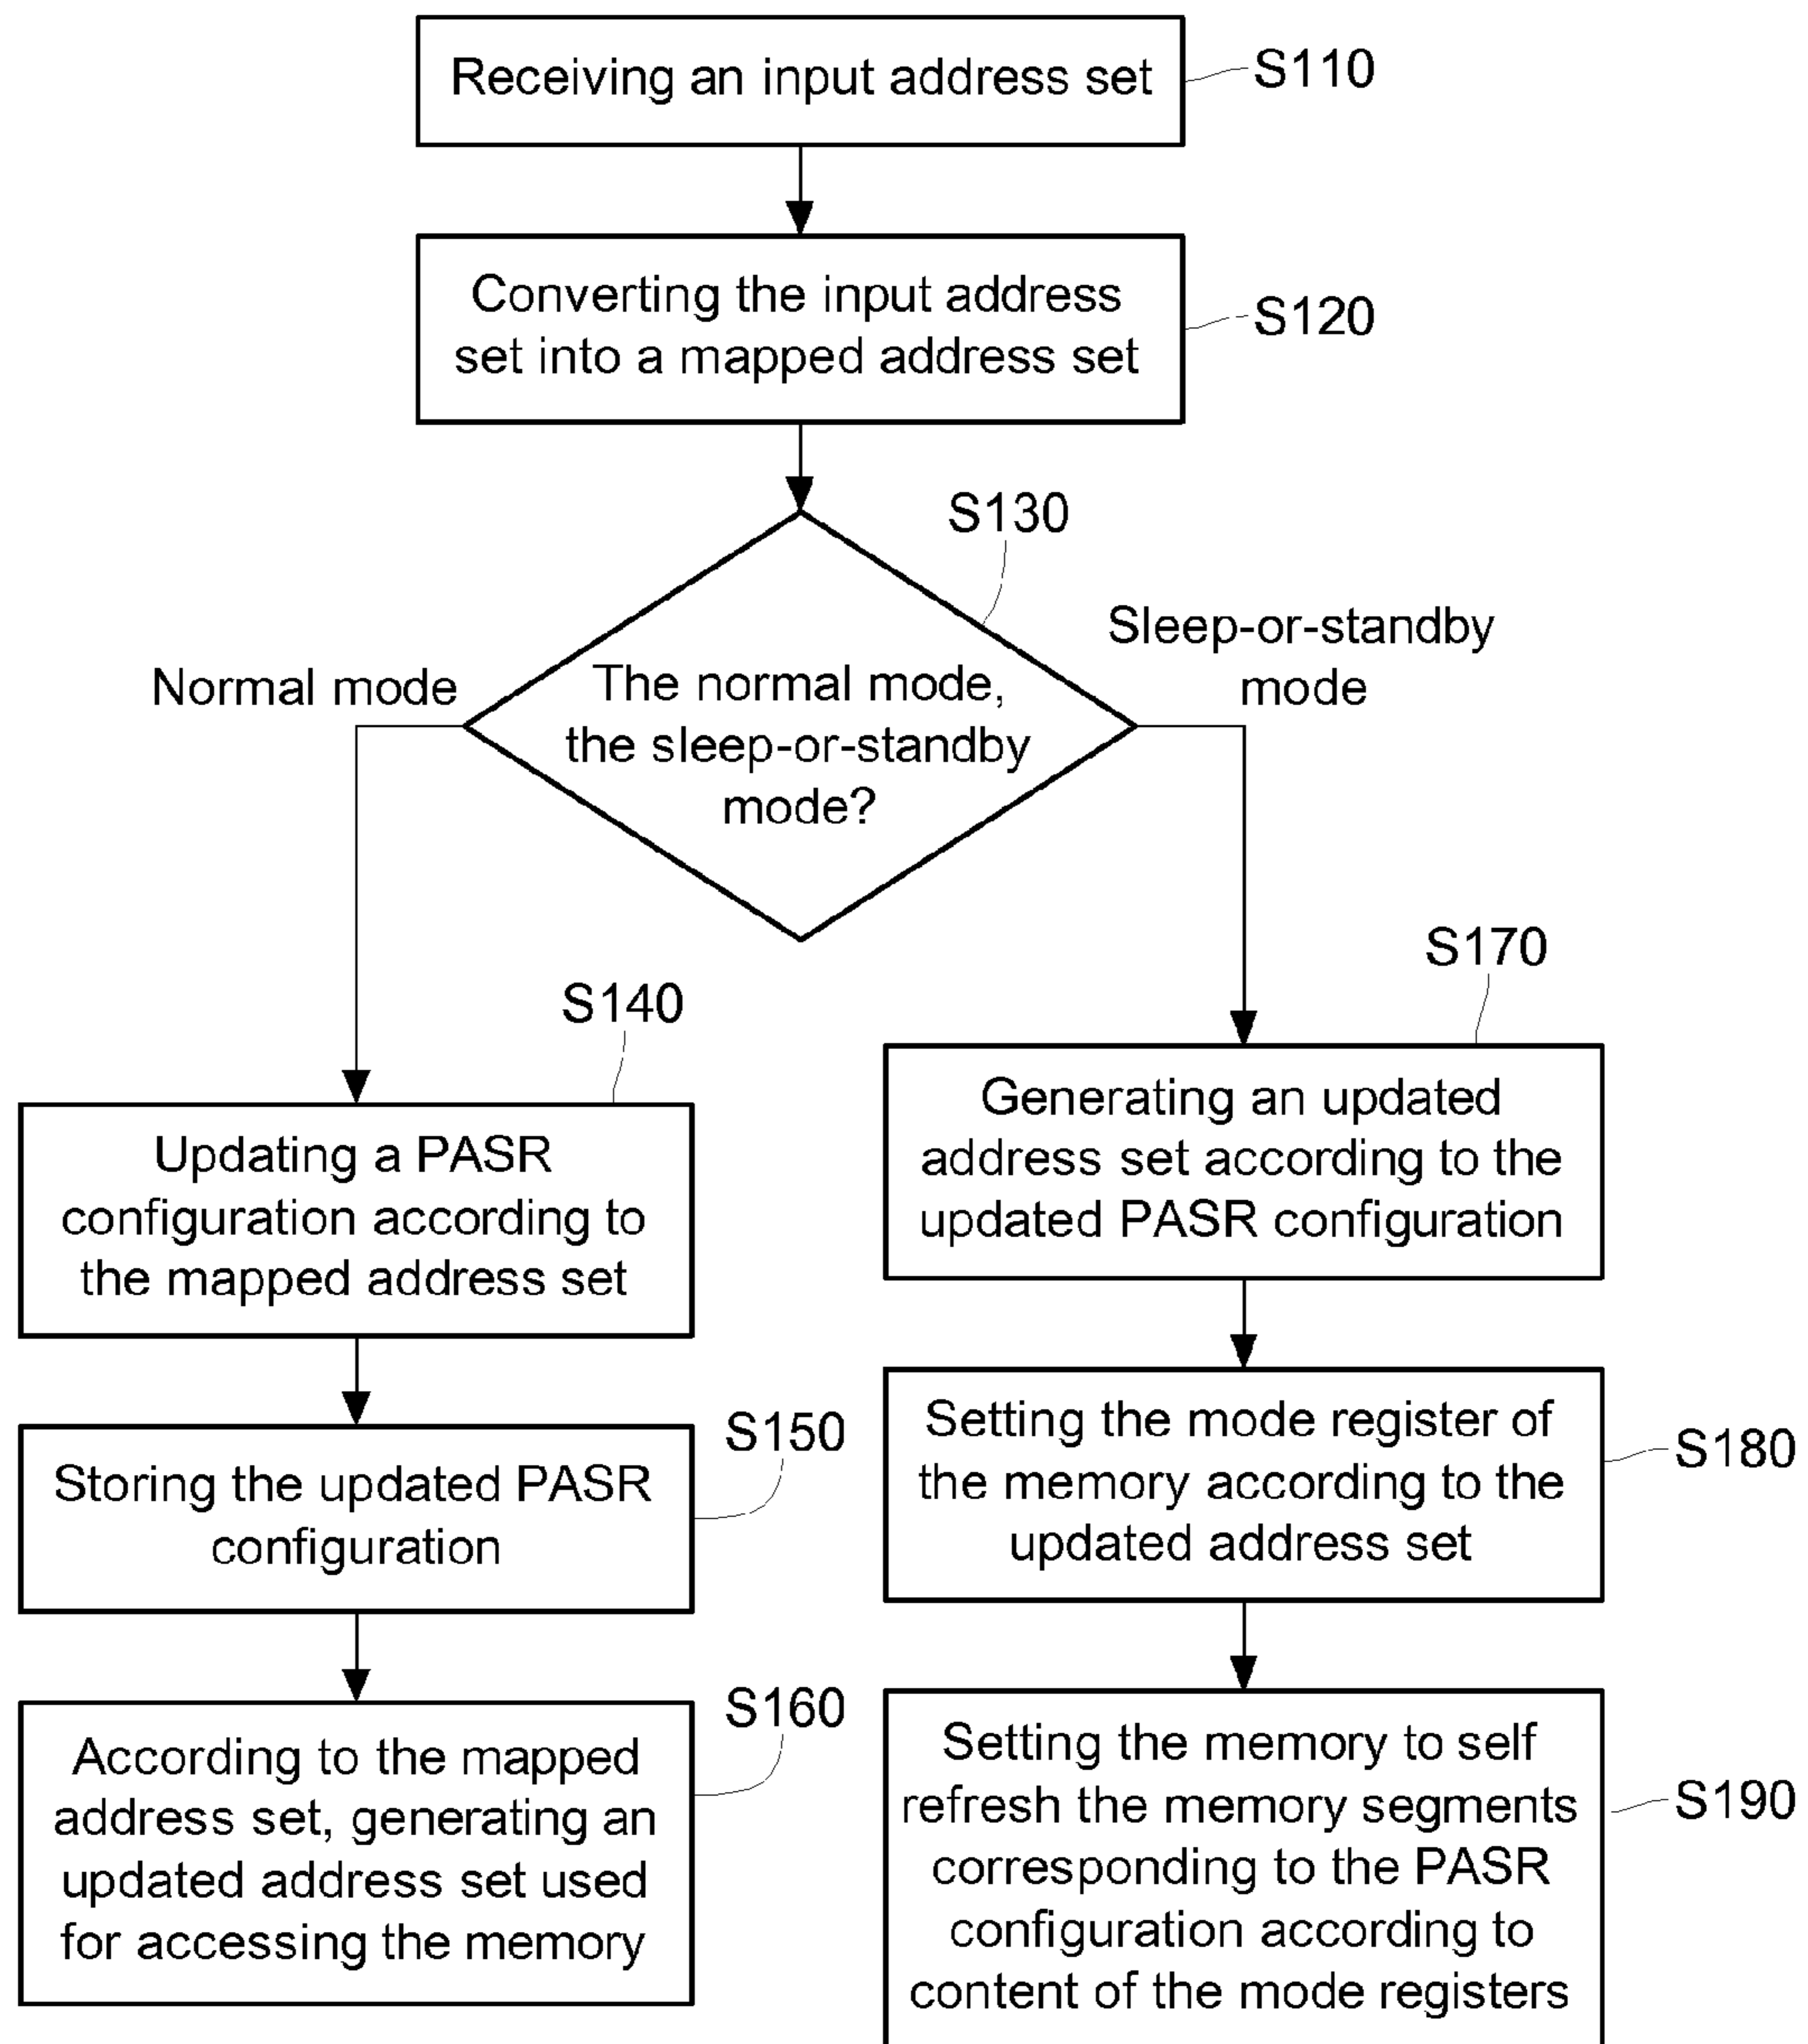 Receiving an input address set
S110
Converting the input address
set into a mapped address set
S120
S130
The normal mode,
the sleep-or-standby
mode?
Normal mode
Sleep-or-standby
mode
S140
Updating a PASR
configuration according to
the mapped address set
S150
Storing the updated PASR
configuration
S160
According to the mapped
address set, generating an
updated address set used
for accessing the memory
S170
Generating an updated
address set according to the
updated PASR configuration
Setting the mode register of
the memory according to the
updated address set
S180
Setting the memory to self
refresh the memory segments
corresponding to the PASR
configuration according to
content of the mode registers
S190